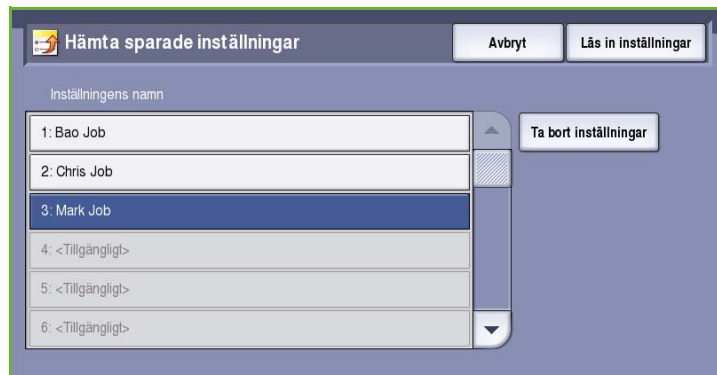 Hämta sparade inställningar
Avbryt
Läs in inställningar
Inställningens namn
1: Bao Job
Ta bort inställningar
2: Chris Job
3: Mark Job
4: <Tillgängligt>
5: <Tillgängligt>
6: <Tillgängligt>